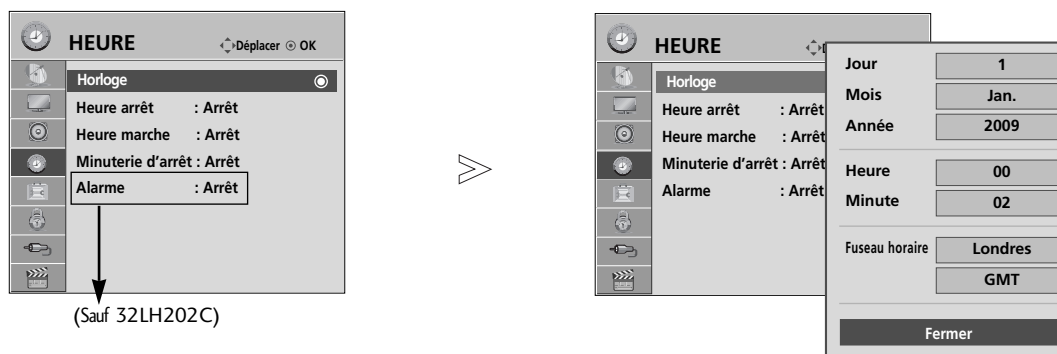 HEURE Déplacer OK
Horloge
Heure arrêt : Arrêt
Heure marche : Arrêt
Minuterie d'arrêt : Arrêt
Alarme : Arrêt
(Sauf 32LH202C)
HEURE
Horloge
Heure arrêt : Arrêt
Heure marche : Arrêt
Minuterie d'arrêt : Arrêt
Alarme : Arrêt
Jour 1
Mois Jan.
Année 2009
Heure 00
Minute 02
Fuseau horaire Londres
GMT
Fermer